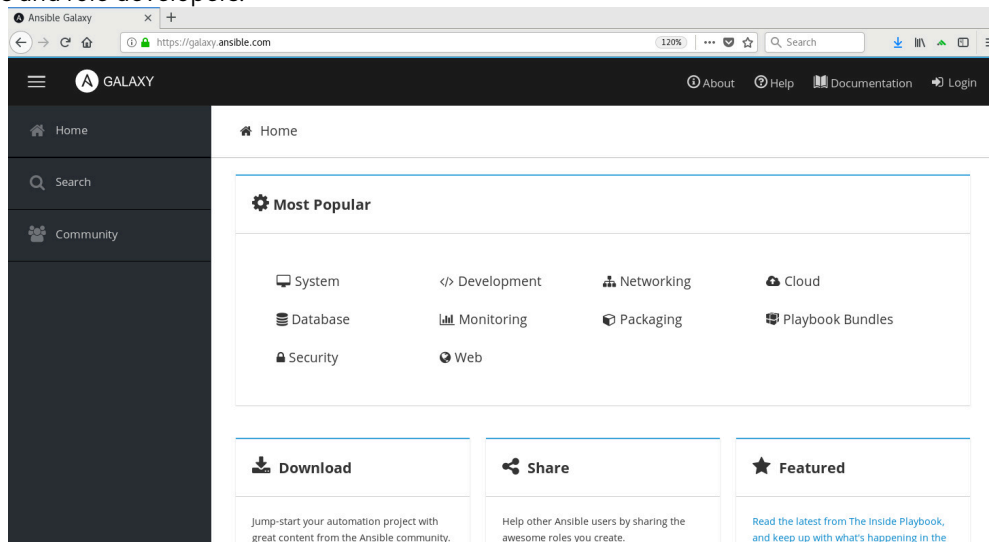 s and role developers.
Ansible Galaxy × +
https://galaxy.ansible.com 120% Search
GALAXY About Help Documentation Login
Home
Search
Community
Home
Most Popular
System Development Networking Cloud
Database Monitoring Packaging Playbook Bundles
Security Web
Download Share Featured
Jump-start your automation project with
great content from the Ansible community.
Help other Ansible users by sharing the
awesome roles you create.
Read the latest from The Inside Playbook,
and keep up with what's happening in the